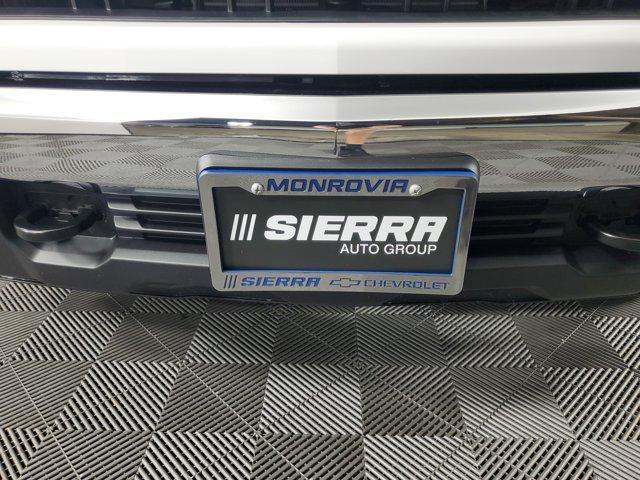 MONROVIA
SIERRA
AUTO GROUP
SIERRA CHEVROLET